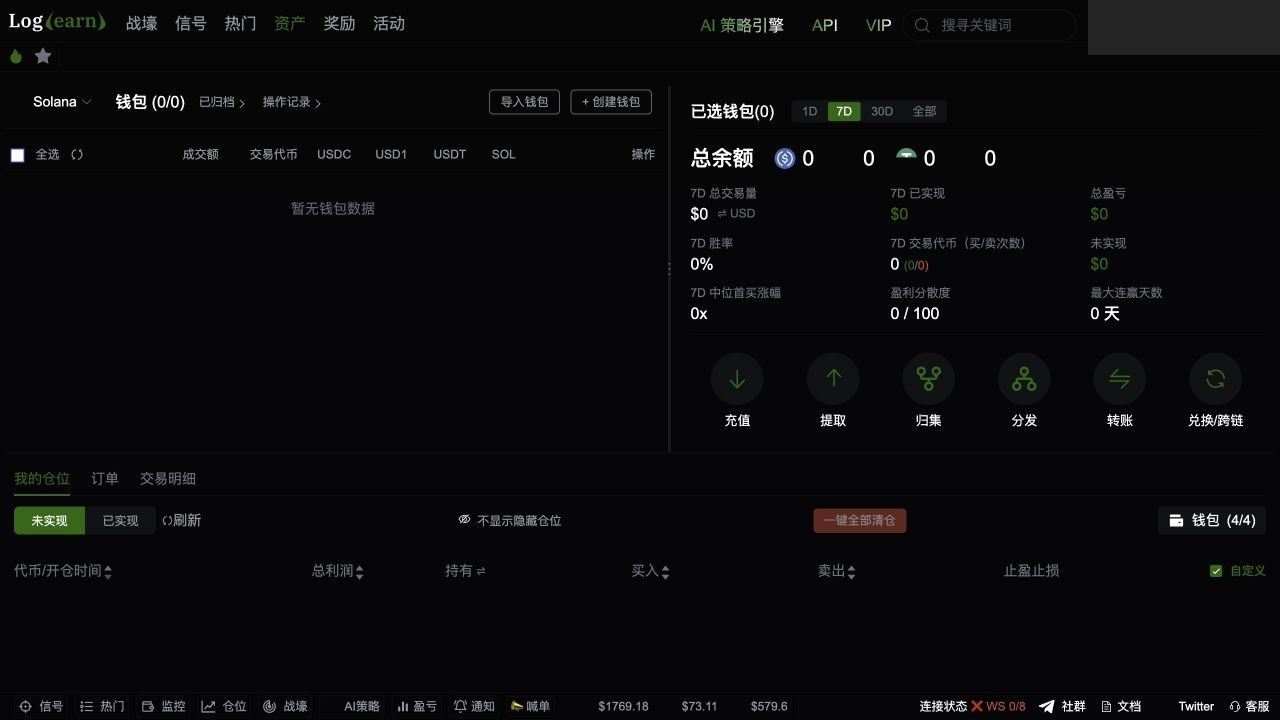 Log(earn) 战壕 信号 热门 资产 奖励 活动 AI 策略引擎 API VIP 搜寻关键词
Solana 钱包 (0/0) 已归档 操作记录 导入钱包 + 创建钱包
全选 成交额 交易代币 USDC USD1 USDT SOL 操作
暂无钱包数据
已选钱包(0) 1D 7D 30D 全部
总余额 0 0 0 0
7D 总交易量 7D 已实现 总盈亏
$0 ⇌ USD $0 $0
7D 胜率 7D 交易代币（买/卖次数） 未实现
0% 0 (0/0) $0
7D 中位首买涨幅 盈利分散度 最大连赢天数
0x 0 / 100 0 天
充值 提取 归集 分发 转账 兑换/跨链
我的仓位 订单 交易明细
未实现 已实现 刷新 不显示隐藏仓位 一键全部清仓 钱包 (4/4)
代币/开仓时间 总利润 持有 ⇌ 买入 卖出 止盈止损 自定义
信号 热门 监控 仓位 战壕 AI策略 盈亏 通知 喊单 $1769.18 $73.11 $579.6 连接状态 WS 0/8 社群 文档 Twitter 客服